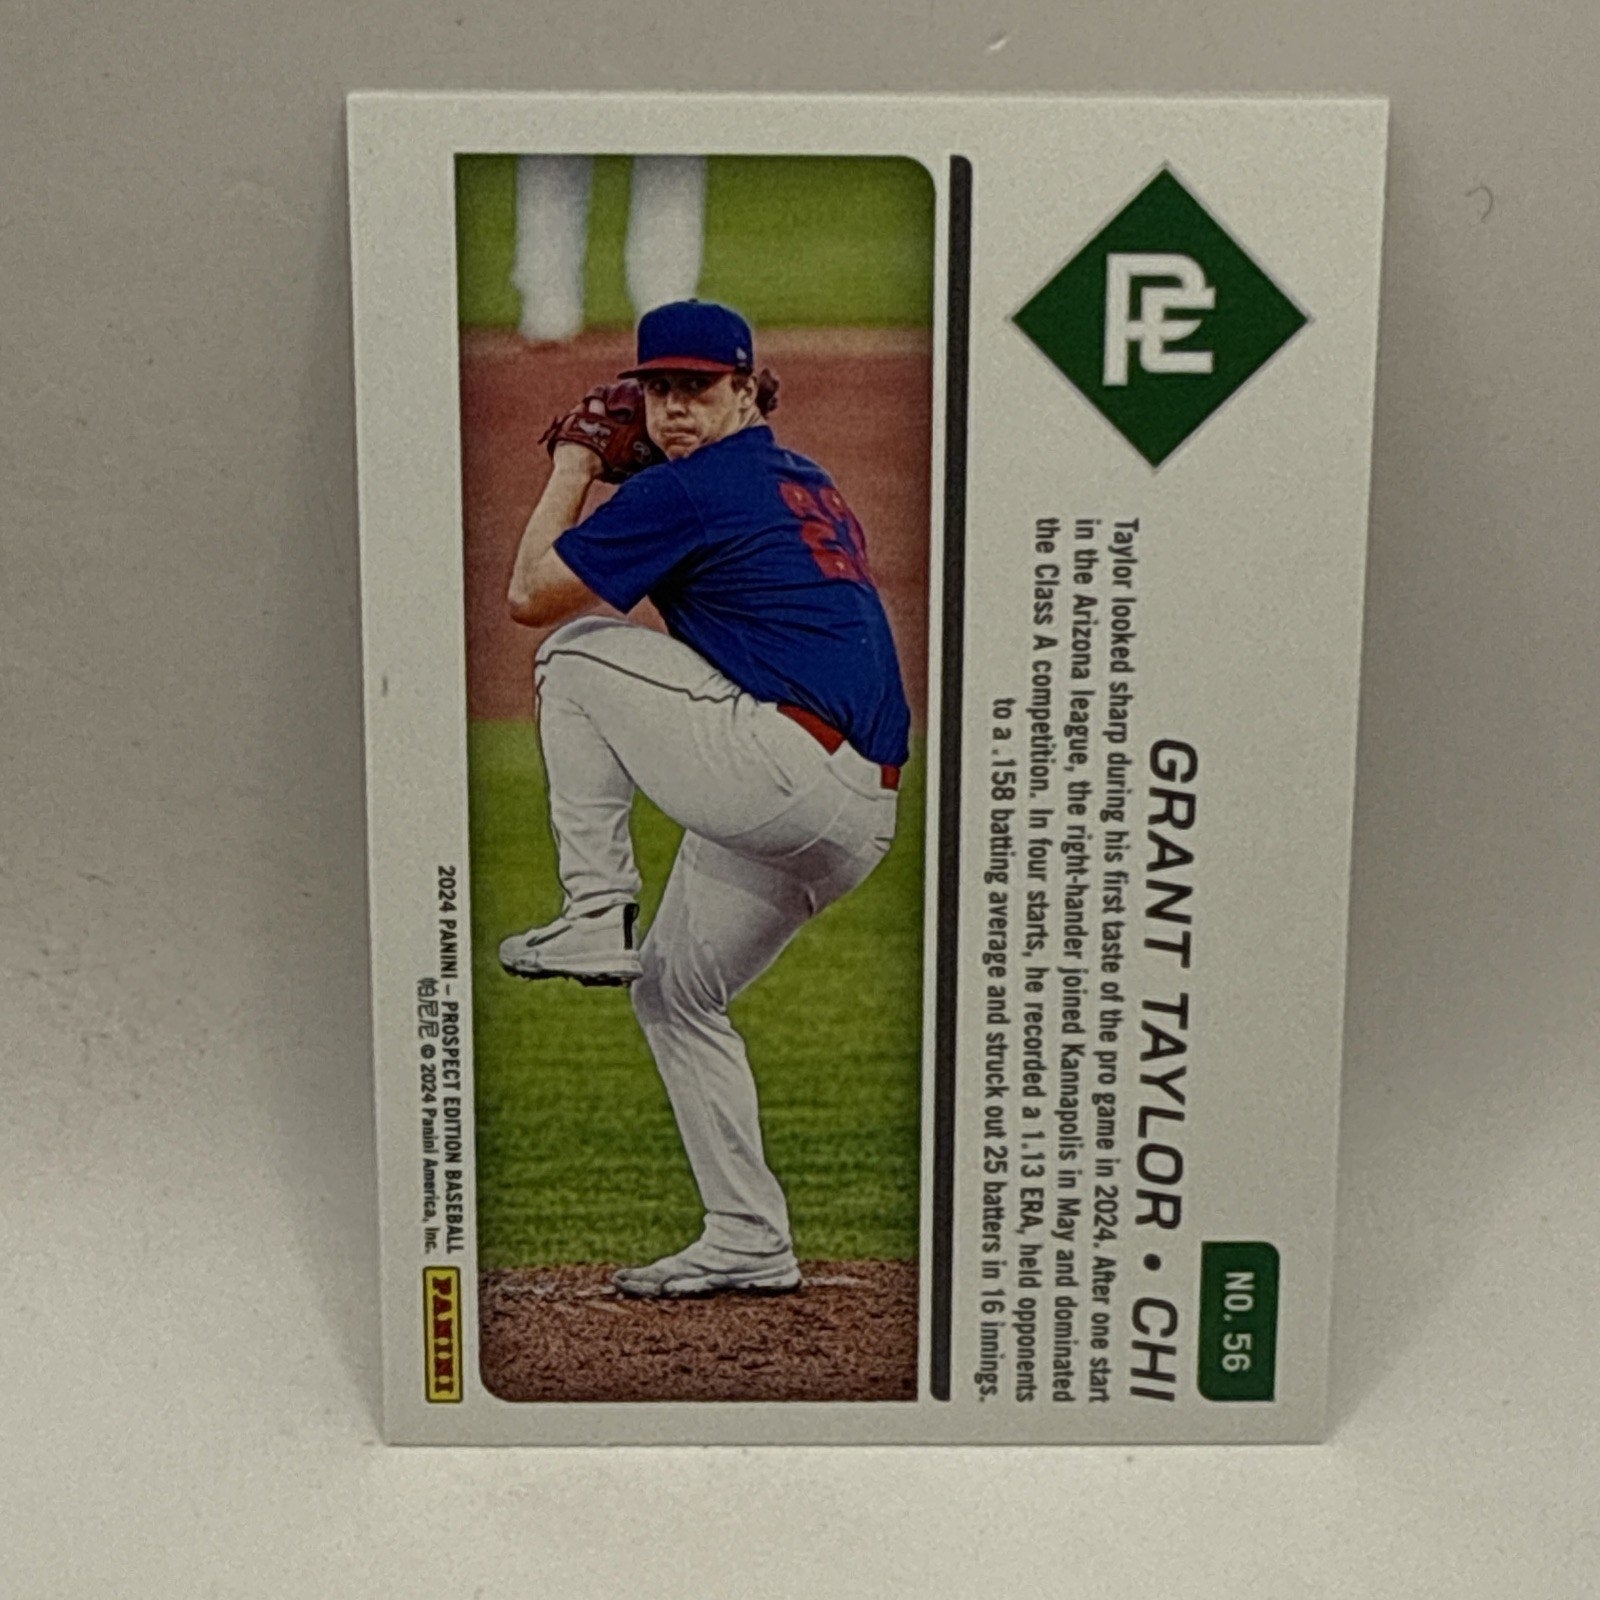 NO. 56
GRANT TAYLOR • CHI
Taylor looked sharp during his first taste of the pro game in 2024. After one start
in the Arizona league, the right-hander joined Kannapolis in May and dominated
the Class A competition. In four starts, he recorded a 1.13 ERA, held opponents
to a .158 batting average and struck out 25 batters in 16 innings.
2024 PANINI – PROSPECT EDITION BASEBALL
帕尼尼 © 2024 Panini America, Inc.
PANINI